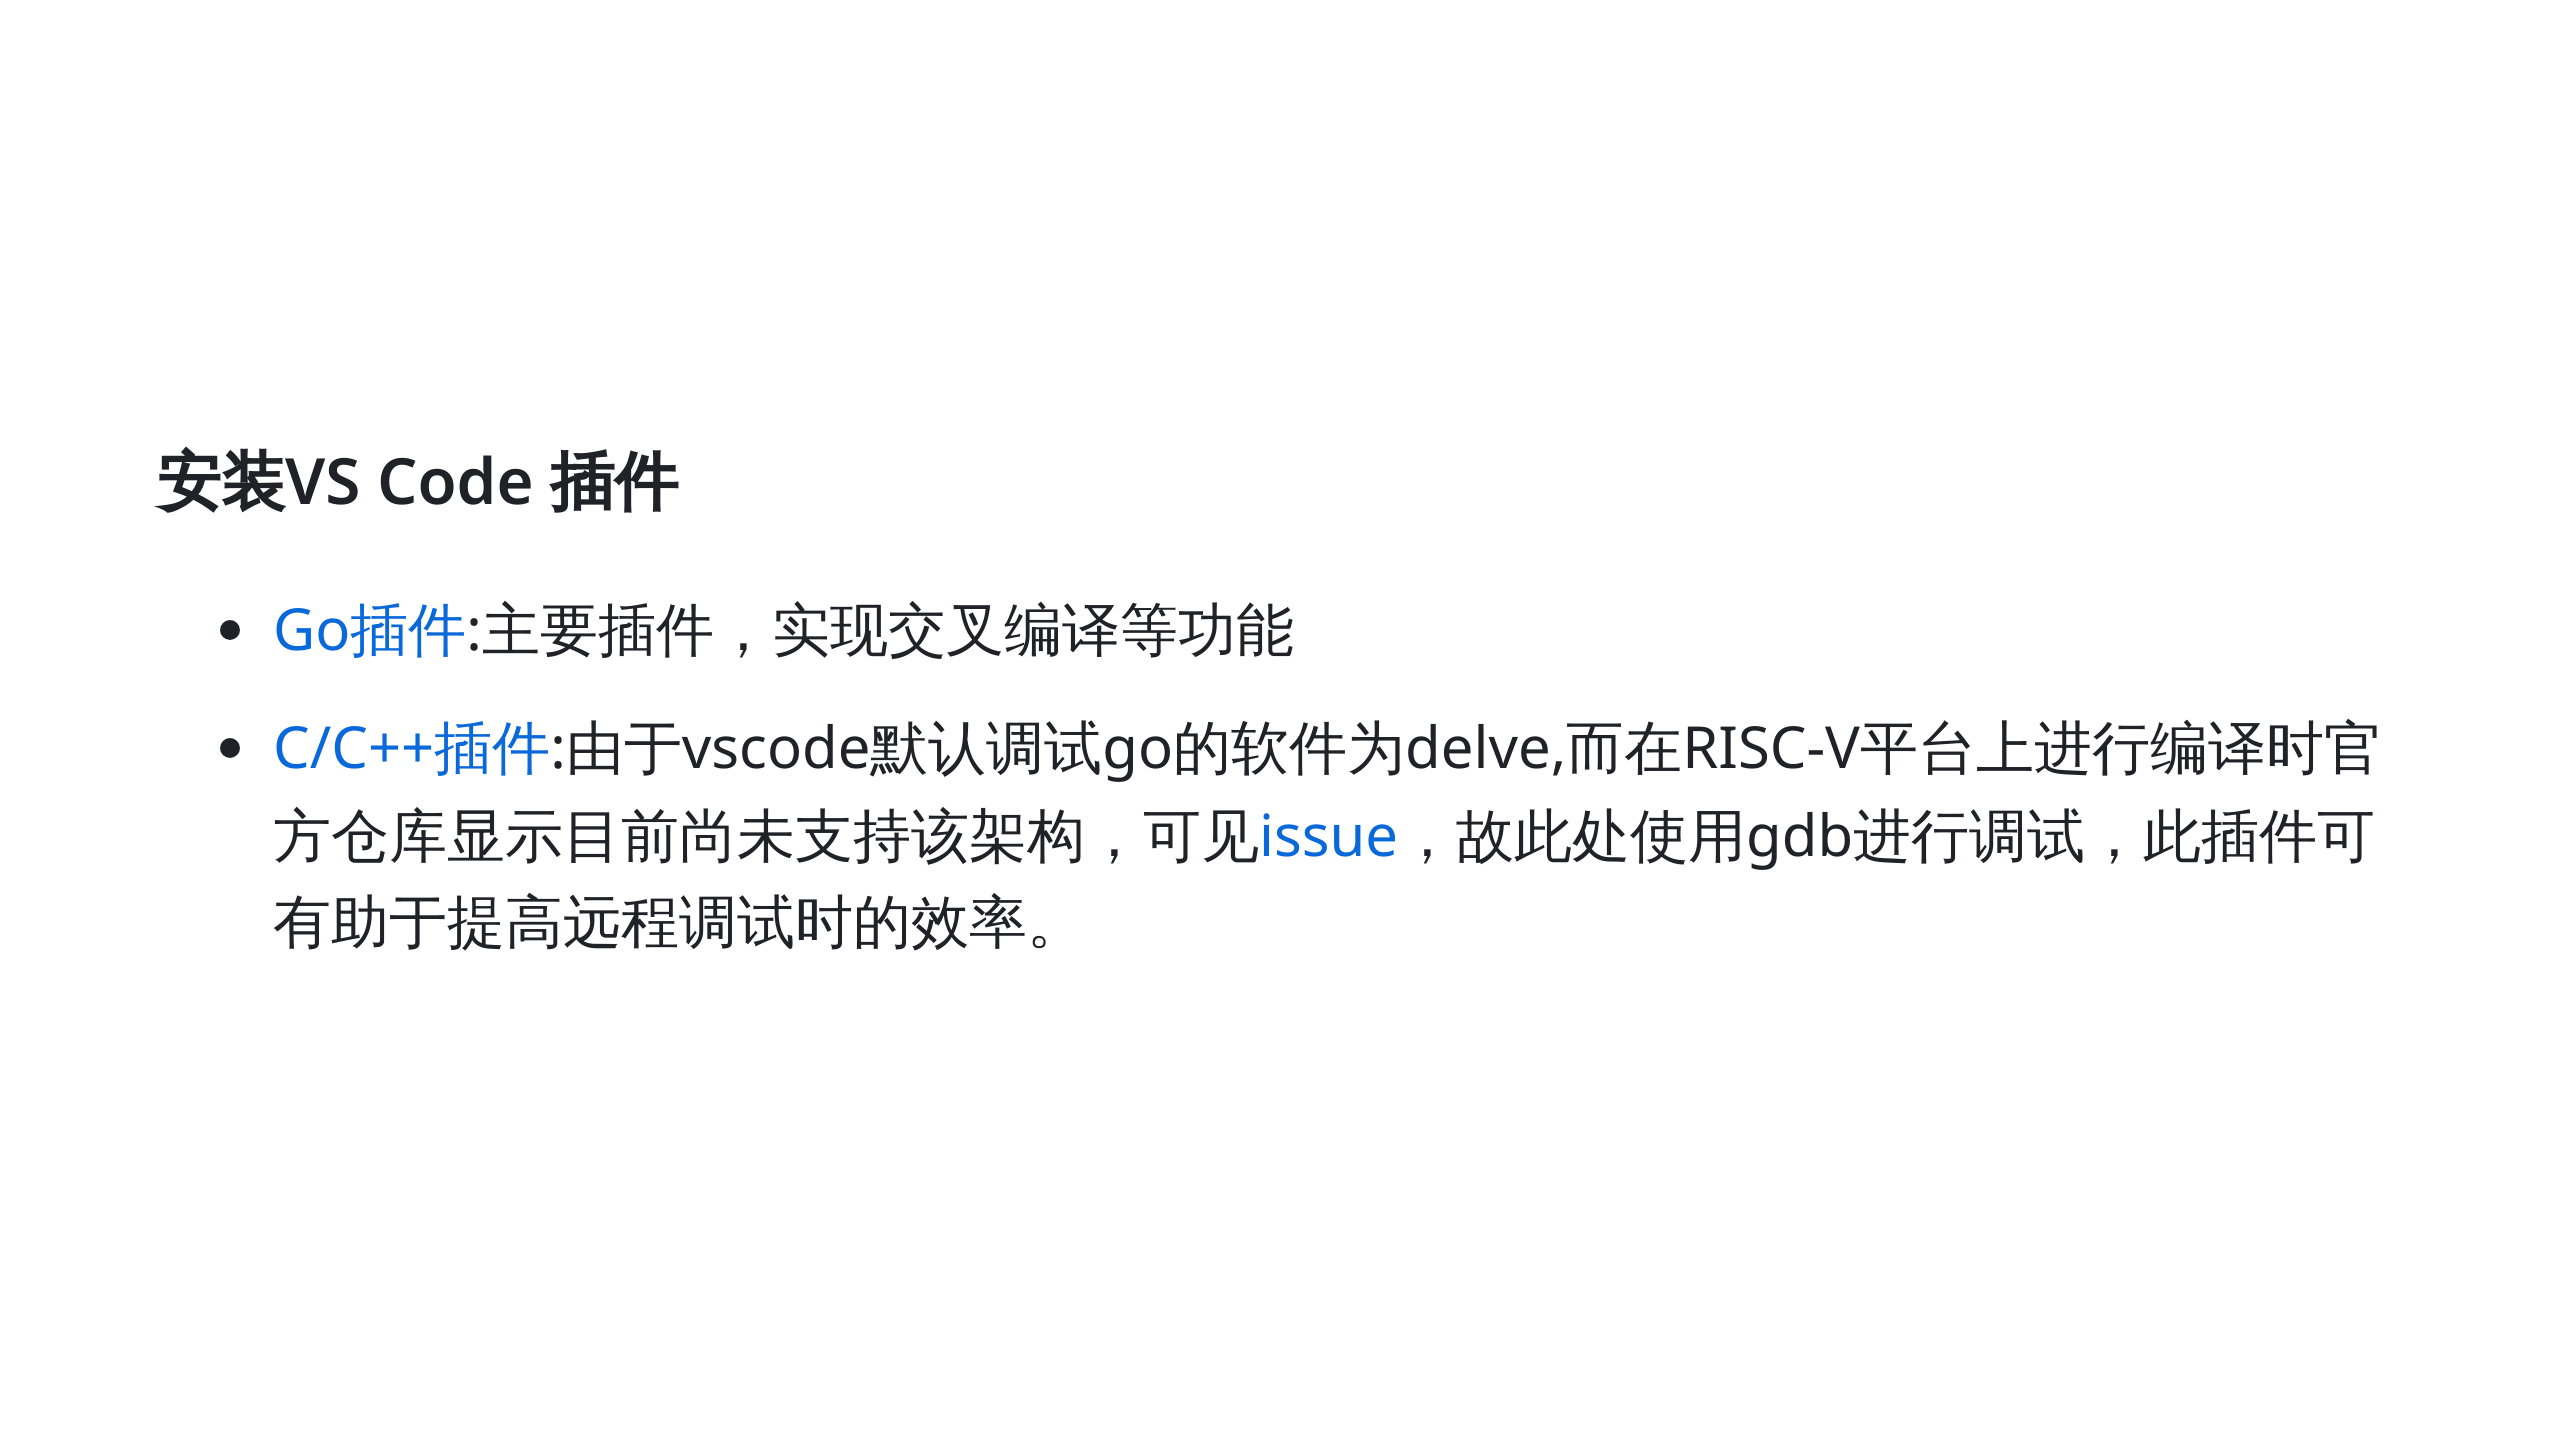 安装VS Code 插件
Go插件:主要插件，实现交叉编译等功能
C/C++插件:由于vscode默认调试go的软件为delve,而在RISC-V平台上进行编译时官
方仓库显示目前尚未支持该架构，可见issue，故此处使用gdb进行调试，此插件可
有助于提高远程调试时的效率。